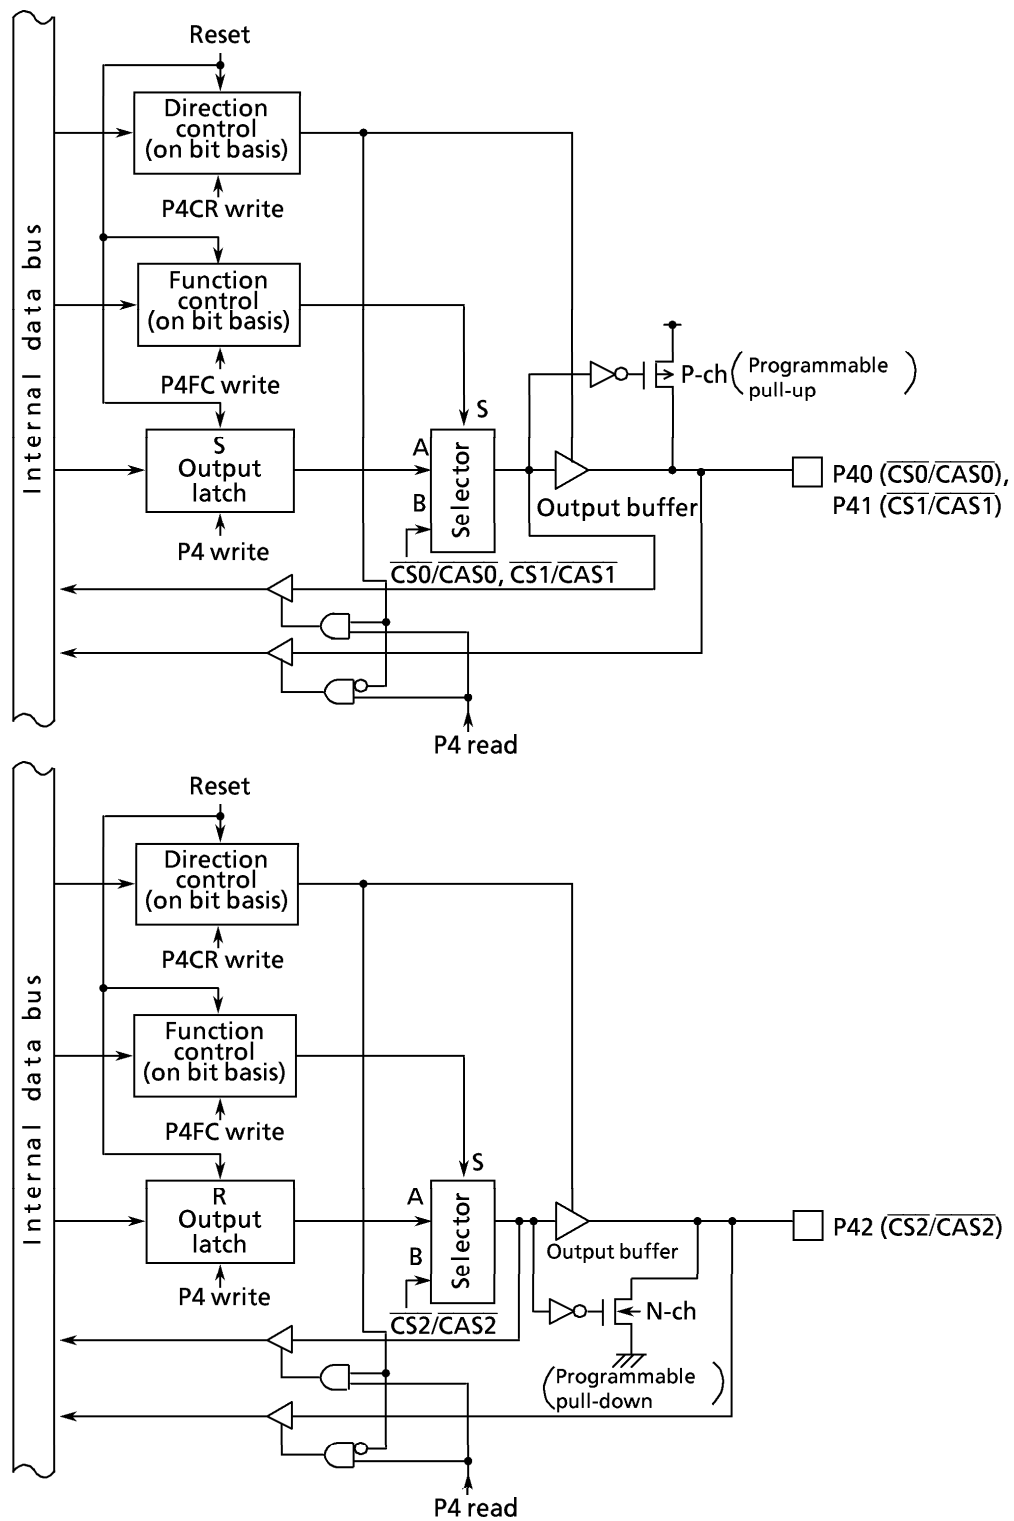 Reset
Direction
control
(on bit basis)
P4CR write
Internal data bus
Function
control
(on bit basis)
P4FC write
P-ch (Programmable
pull-up)
S
S
Output
latch
A
B
Selector
Output buffer
P40 (CS0/CAS0),
P41 (CS1/CAS1)
P4 write
CS0/CAS0, CS1/CAS1
P4 read
Reset
Direction
control
(on bit basis)
P4CR write
Internal data bus
Function
control
(on bit basis)
P4FC write
S
R
Output
latch
A
B
Selector
Output buffer
P42 (CS2/CAS2)
P4 write
CS2/CAS2
N-ch
(Programmable
pull-down)
P4 read